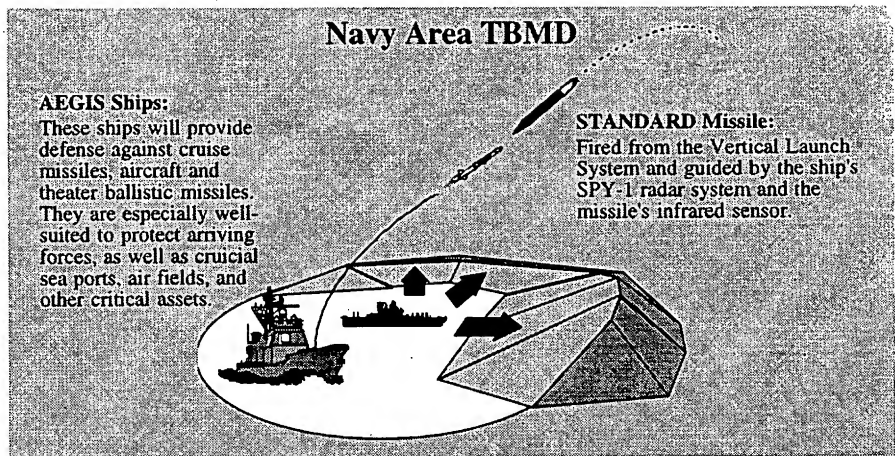 Navy Area TBMD
AEGIS Ships:
These ships will provide
defense against cruise
missiles, aircraft and
theater ballistic missiles.
They are especially well-
suited to protect arriving
forces, as well as cruicial
sea ports, air fields, and
other critical assets.
STANDARD Missile:
Fired from the Vertical Launch
System and guided by the ship's
SPY-1 radar system and the
missile's infrared sensor.